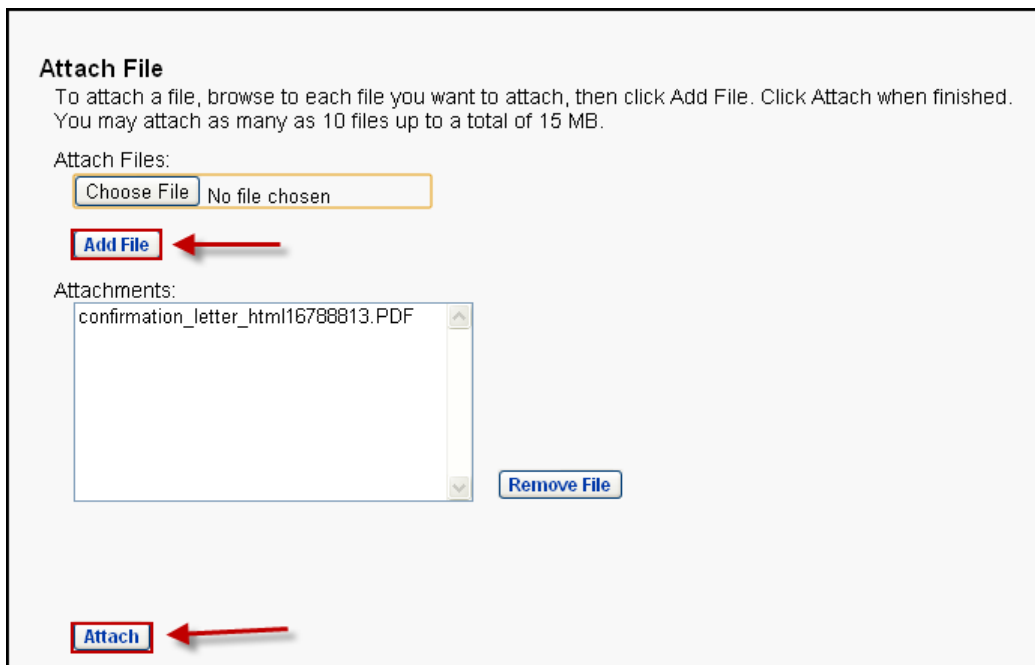 Attach File
To attach a file, browse to each file you want to attach, then click Add File. Click Attach when finished.
You may attach as many as 10 files up to a total of 15 MB.
Attach Files:
Choose File No file chosen
Add File
Attachments:
confirmation_letter_html16788813.PDF
Remove File
Attach